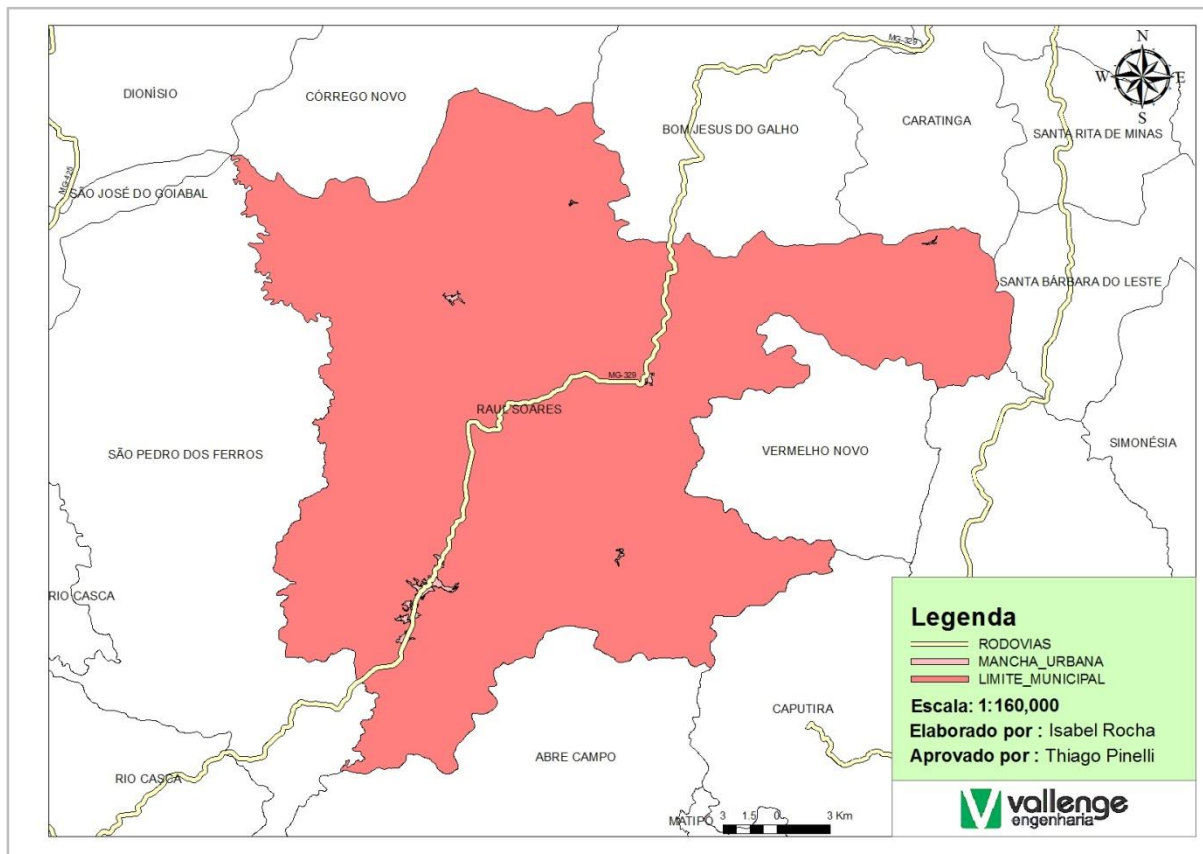 MG-329
N
W
E
S
DIONÍSIO
CÓRREGO NOVO
BOM JESUS DO GALHO
CARATINGA
SANTA RITA DE MINAS
MG-425
SÃO JOSÉ DO GOIABAL
SANTA BÁRBARA DO LESTE
MG-329
RAUL SOARES
SÃO PEDRO DOS FERROS
VERMELHO NOVO
SIMONÉSIA
RIO CASCA
CAPUTIRA
ABRE CAMPO
RIO CASCA
MATIPÓ
3 1.5 0 3 Km
Legenda
RODOVIAS
MANCHA_URBANA
LIMITE_MUNICIPAL
Escala: 1:160,000
Elaborado por : Isabel Rocha
Aprovado por : Thiago Pinelli
vallenge
engenharia